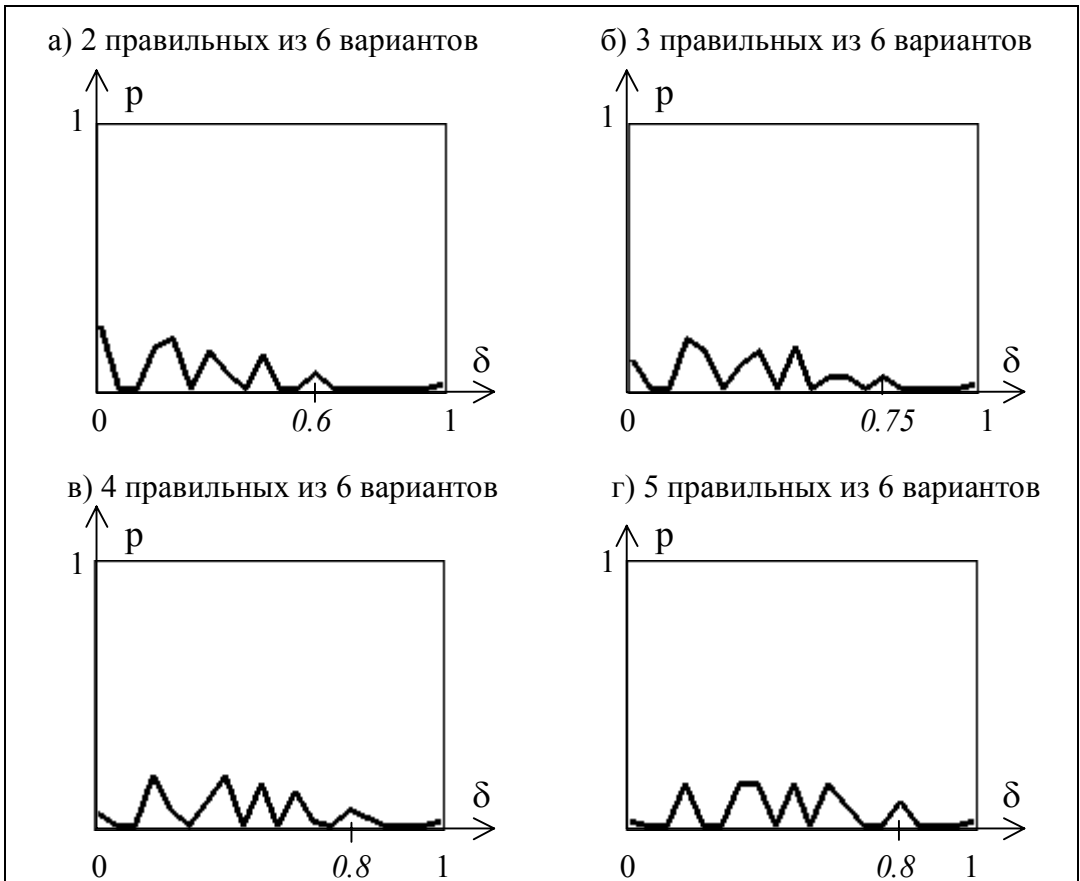 а) 2 правильных из 6 вариантов
p
1
δ
0
0.6
1
б) 3 правильных из 6 вариантов
p
1
δ
0
0.75
1
в) 4 правильных из 6 вариантов
p
1
δ
0
0.8
1
г) 5 правильных из 6 вариантов
p
1
δ
0
0.8
1